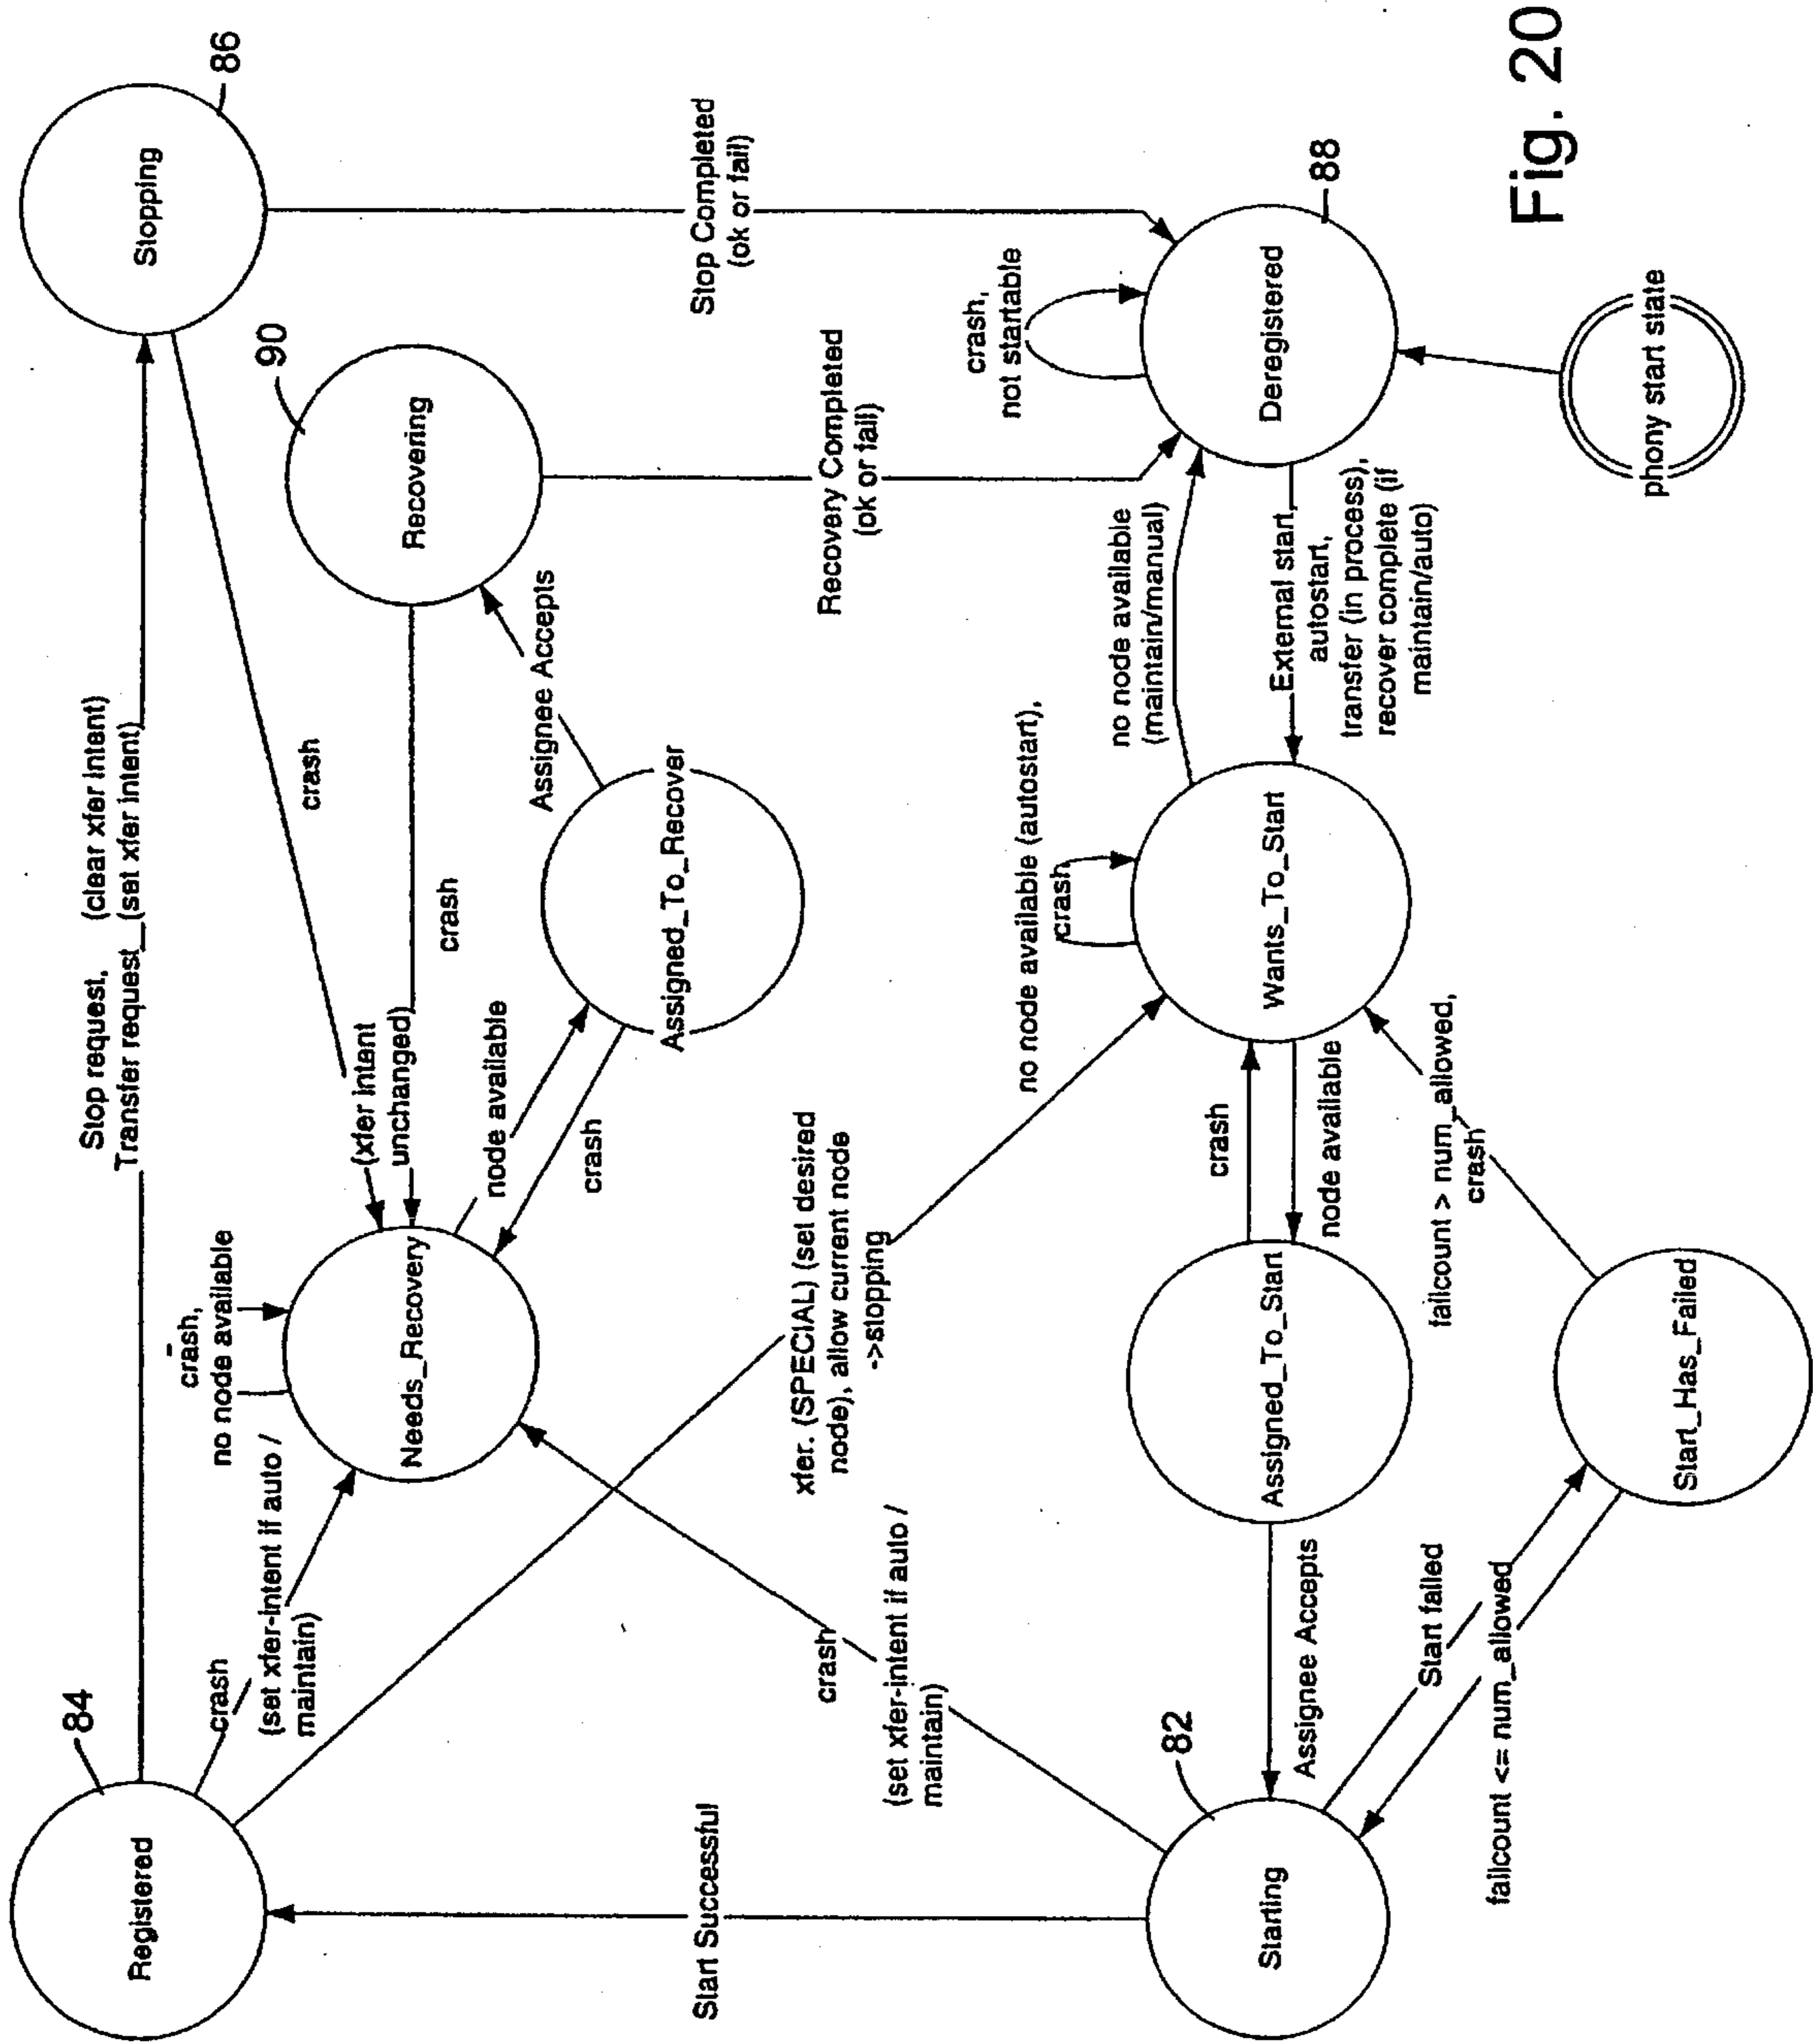 Registered
84
Stop request, (clear xfer intent)
Transfer request (set xfer intent)
Stopping
86
crash
(set xfer-intent if auto /
maintain)
crash,
no node available
Needs_Recovery
(xfer intent
unchanged)
crash
crash
node available
crash
Assigned_To_Recover
Assignee Accepts
Recovering
90
Stop Completed
(ok or fail)
Recovery Completed
(ok or fail)
Start Successful
crash
(set xfer-intent if auto /
maintain)
xfer. (SPECIAL) (set desired
node), allow current node
->stopping
no node available (autostart),
crash
no node available
(maintain/manual)
crash,
not startable
Starting
82
Assignee Accepts
Assigned_To_Start
crash
node available
Wants_To_Start
External start,
autostart,
transfer (in process),
recover complete (if
maintain/auto)
Deregistered
88
Start failed
failcount <= num_allowed
Start_Has_Failed
failcount > num_allowed,
crash
phony start state
Fig. 20